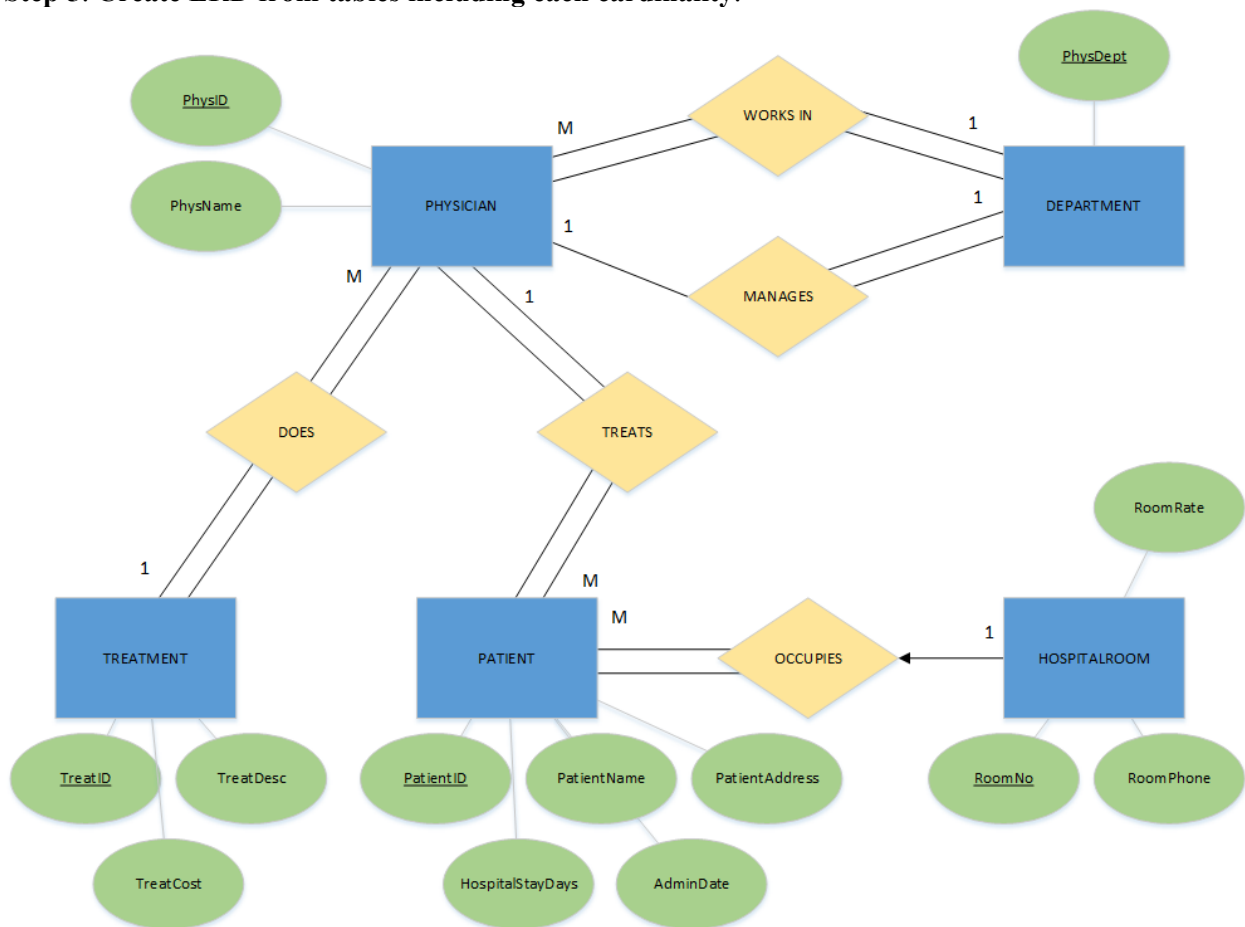 Step 3: Create ERD from tables including each cardinality.
PhysDept
PhysID
M
WORKS IN
1
PhysName
PHYSICIAN
1
1
DEPARTMENT
M
1
MANAGES
DOES
TREATS
RoomRate
1
M
M
1
TREATMENT
PATIENT
OCCUPIES
HOSPITALROOM
TreatID
TreatDesc
PatientID
PatientName
PatientAddress
RoomNo
RoomPhone
TreatCost
HospitalStayDays
AdminDate